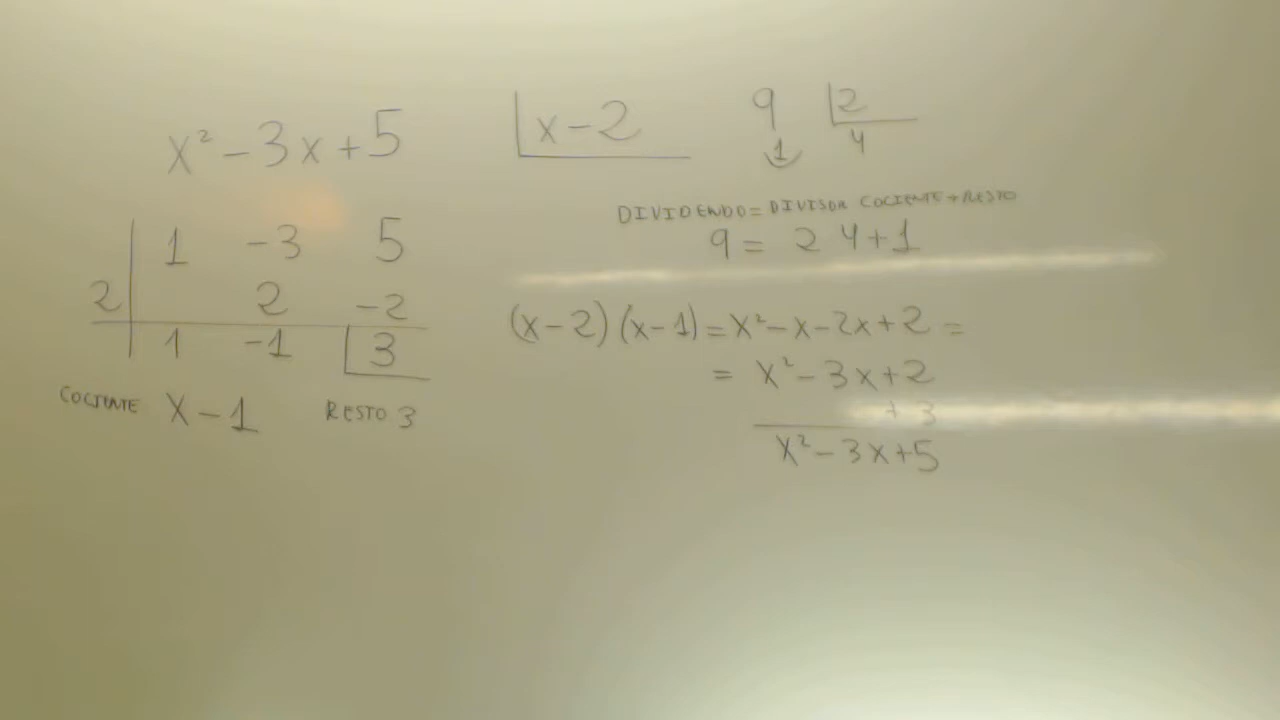 x² - 3x + 5
x - 2
9 2
1 4
1 -3 5
2 2 -2
1 -1 3
COCIENTE x - 1 RESTO 3
DIVIDENDO = DIVISOR COCIENTE + RESTO
9 = 2 4 + 1
(x - 2) (x - 1) = x² - x - 2x + 2 =
= x² - 3x + 2
+ 3
x² - 3x + 5